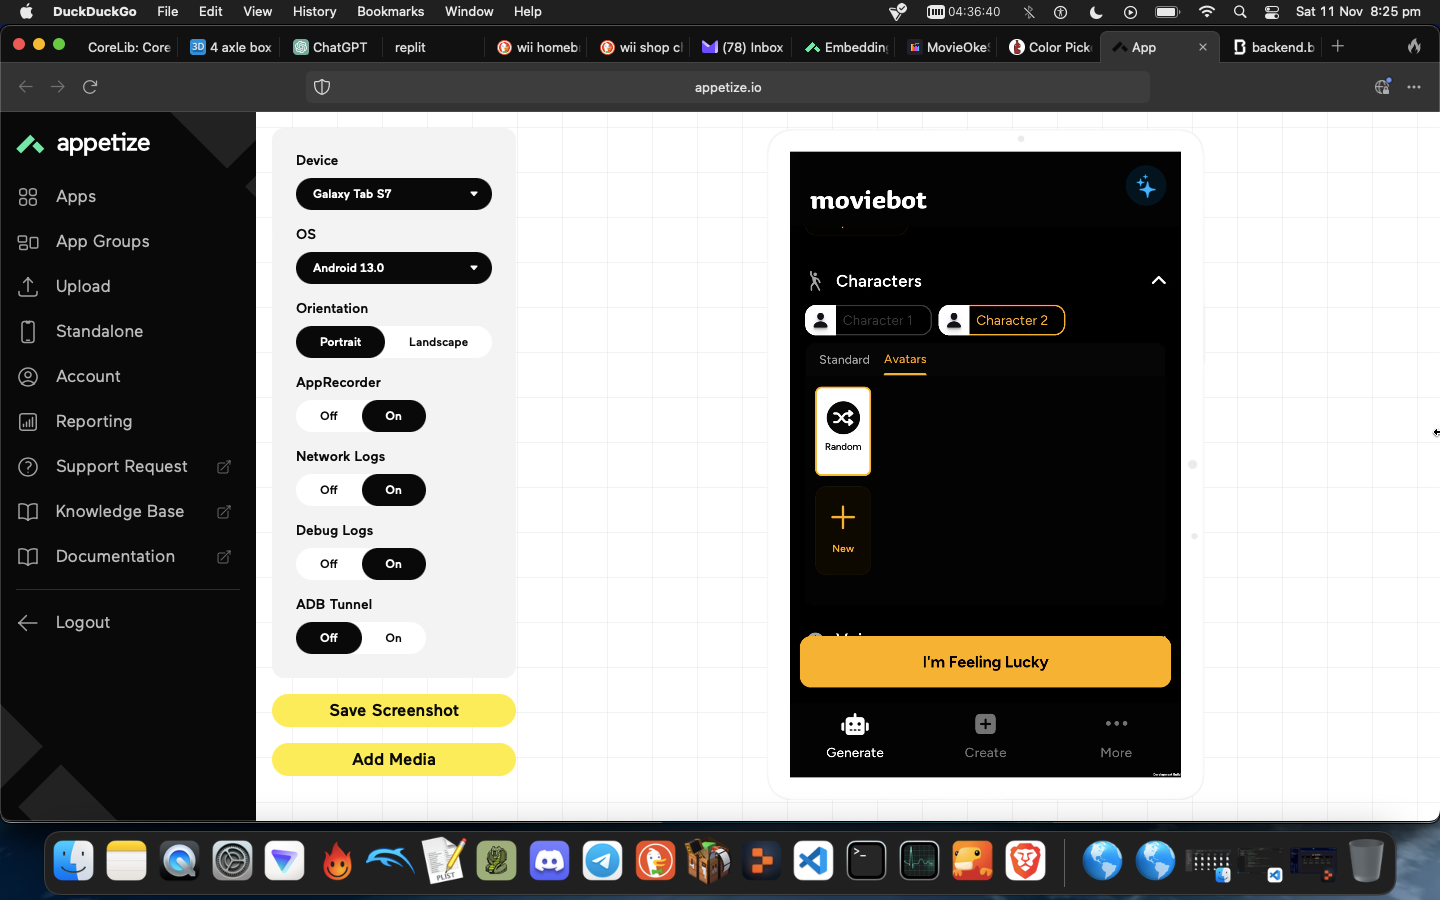 DuckDuckGo File Edit View History Bookmarks Window Help 04:36:40 Sat 11 Nov 8:25 pm
CoreLib: Core 3D 4 axle box ChatGPT replit wii homeb wii shop c (78) Inbox Embedding MovieOke Color Pick App backend.b
appetize.io
appetize
Apps
App Groups
Upload
Standalone
Account
Reporting
Support Request
Knowledge Base
Documentation
Logout
Device
Galaxy Tab S7
OS
Android 13.0
Orientation
Portrait Landscape
AppRecorder
Off On
Network Logs
Off On
Debug Logs
Off On
ADB Tunnel
Off On
Save Screenshot
Add Media
moviebot
Characters
Character 1 Character 2
Standard Avatars
Random
New
I'm Feeling Lucky
Generate Create More
Development Build
PLIST